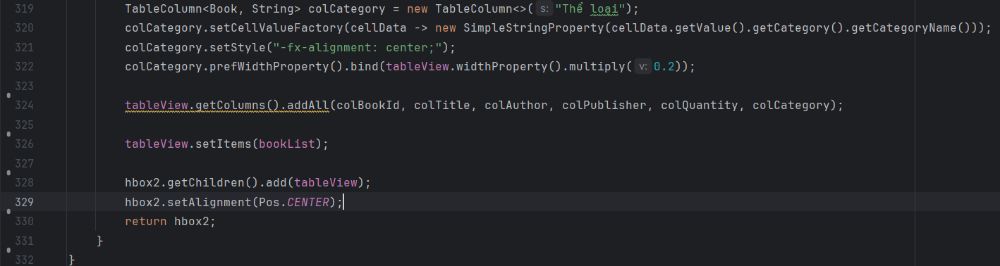 319 TableColumn<Book, String> colCategory = new TableColumn<>( s: "Thể loại");
320 colCategory.setCellValueFactory(cellData -> new SimpleStringProperty(cellData.getValue().getCategory().getCategoryName()));
321 colCategory.setStyle("-fx-alignment: center;");
322 colCategory.prefWidthProperty().bind(tableView.widthProperty().multiply( v: 0.2));
323
324 tableView.getColumns().addAll(colBookId, colTitle, colAuthor, colPublisher, colQuantity, colCategory);
325
326 tableView.setItems(bookList);
327
328 hbox2.getChildren().add(tableView);
329 hbox2.setAlignment(Pos.CENTER);
330 return hbox2;
331 }
332 }